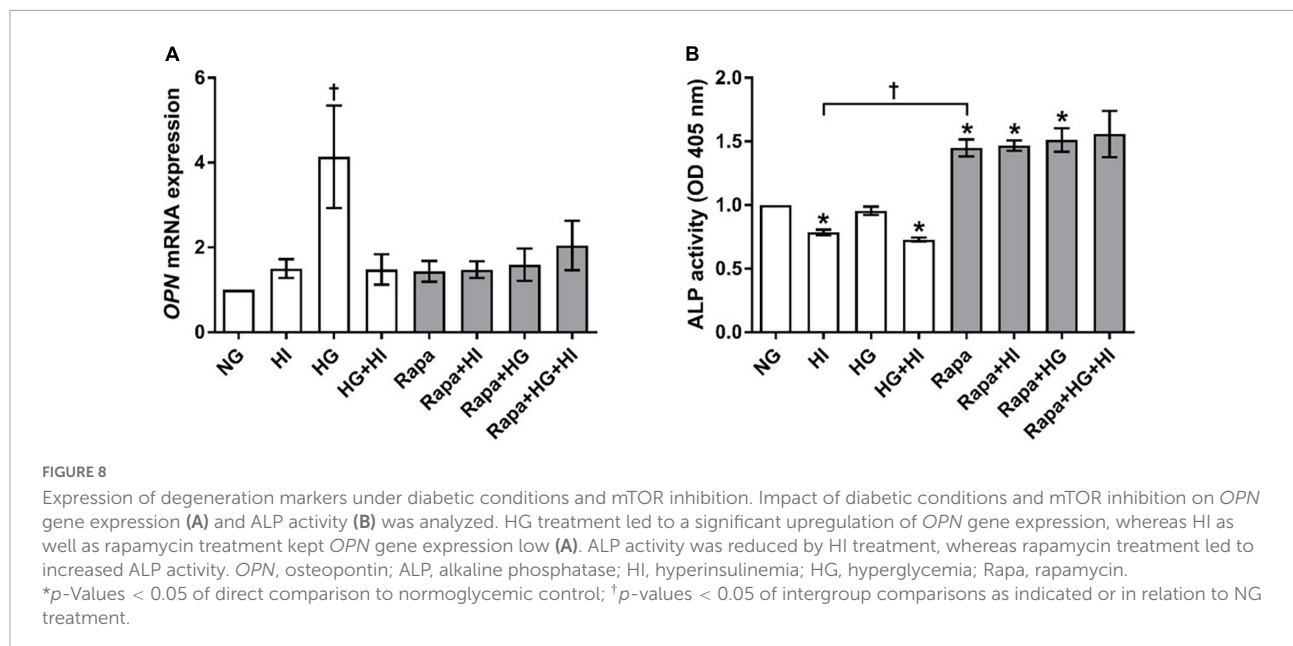 A
OPN mRNA expression
6
4
2
0
†
NG
HI
HG
HG+HI
Rapa
Rapa+HI
Rapa+HG
Rapa+HG+HI
B
ALP activity (OD 405 nm)
2.0
1.5
1.0
0.5
0.0
†
*
*
*
*
*
NG
HI
HG
HG+HI
Rapa
Rapa+HI
Rapa+HG
Rapa+HG+HI
FIGURE 8
Expression of degeneration markers under diabetic conditions and mTOR inhibition. Impact of diabetic conditions and mTOR inhibition on OPN
gene expression (A) and ALP activity (B) was analyzed. HG treatment led to a significant upregulation of OPN gene expression, whereas HI as
well as rapamycin treatment kept OPN gene expression low (A). ALP activity was reduced by HI treatment, whereas rapamycin treatment led to
increased ALP activity. OPN, osteopontin; ALP, alkaline phosphatase; HI, hyperinsulinemia; HG, hyperglycemia; Rapa, rapamycin.
*p-Values < 0.05 of direct comparison to normoglycemic control; †p-values < 0.05 of intergroup comparisons as indicated or in relation to NG
treatment.